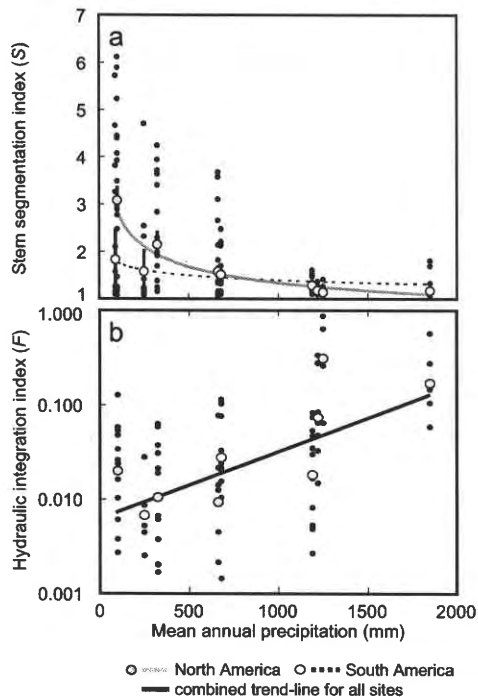 7
a
6
5
4
3
2
1
Stem segmentation index (S)
1.000
b
0.100
0.010
0.001
Hydraulic integration index (F)
0 500 1000 1500 2000
Mean annual precipitation (mm)
North America South America
combined trend-line for all sites